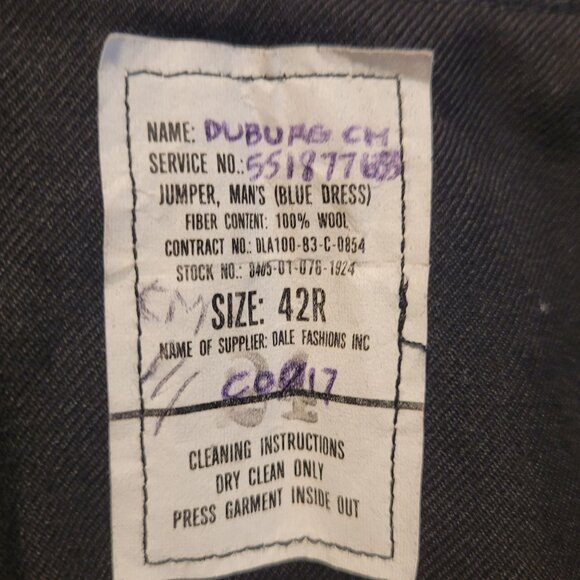 NAME: DUBURG CM
SERVICE NO.: 551877
JUMPER, MAN'S (BLUE DRESS)
FIBER CONTENT: 100% WOOL
CONTRACT NO.: DLA100-83-C-0854
STOCK NO.: 8405-01-076-1924
CM
SIZE: 42R
NAME OF SUPPLIER: DALE FASHIONS INC
CLEANING INSTRUCTIONS
DRY CLEAN ONLY
PRESS GARMENT INSIDE OUT